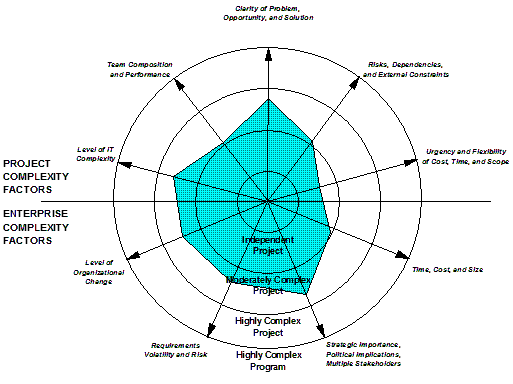 Clarity of Problem,
Opportunity, and Solution
Team Composition
and Performance
Risks, Dependencies,
and External Constraints
Level of IT
Complexity
Urgency and Flexibility
of Cost, Time, and Scope
PROJECT
COMPLEXITY
FACTORS
ENTERPRISE
COMPLEXITY
FACTORS
Independent
Project
Level of
Organizational
Change
Time, Cost, and Size
Moderately Complex
Project
Highly Complex
Project
Requirements
Volatility and Risk
Strategic Importance,
Political Implications,
Multiple Stakeholders
Highly Complex
Program